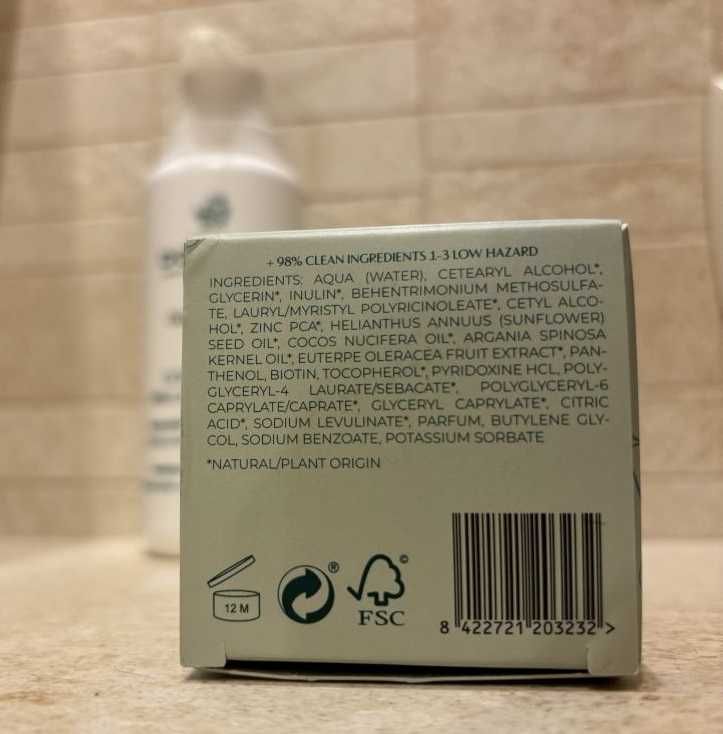 + 98% CLEAN INGREDIENTS 1-3 LOW HAZARD
INGREDIENTS: AQUA (WATER), CETEARYL ALCOHOL*,
GLYCERIN*, INULIN*, BEHENTRIMONIUM METHOSULFA-
TE, LAURYL/MYRISTYL POLYRICINOLEATE*, CETYL ALCO-
HOL*, ZINC PCA*, HELIANTHUS ANNUUS (SUNFLOWER)
SEED OIL*, COCOS NUCIFERA OIL*, ARGANIA SPINOSA
KERNEL OIL*, EUTERPE OLERACEA FRUIT EXTRACT*, PAN-
THENOL, BIOTIN, TOCOPHEROL*, PYRIDOXINE HCL, POLY-
GLYCERYL-4 LAURATE/SEBACATE*, POLYGLYCERYL-6
CAPRYLATE/CAPRATE*, GLYCERYL CAPRYLATE*, CITRIC
ACID*, SODIUM LEVULINATE*, PARFUM, BUTYLENE GLY-
COL, SODIUM BENZOATE, POTASSIUM SORBATE
*NATURAL/PLANT ORIGIN
12 M
®
©
FSC
8 422721 203232 >